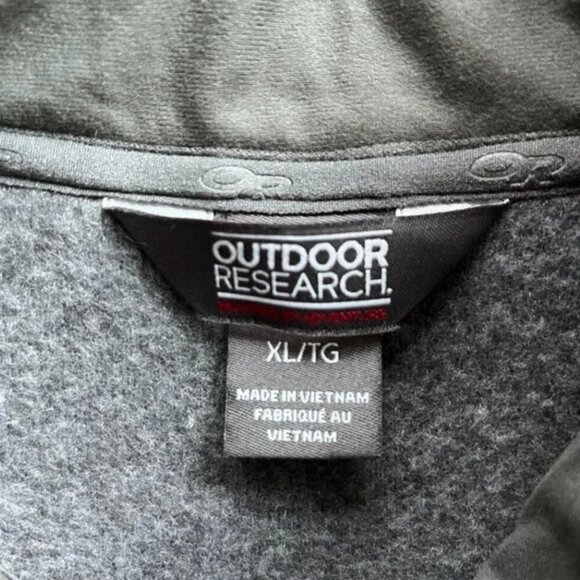 OUTDOOR
RESEARCH.
XL/TG
MADE IN VIETNAM
FABRIQUÉ AU
VIETNAM